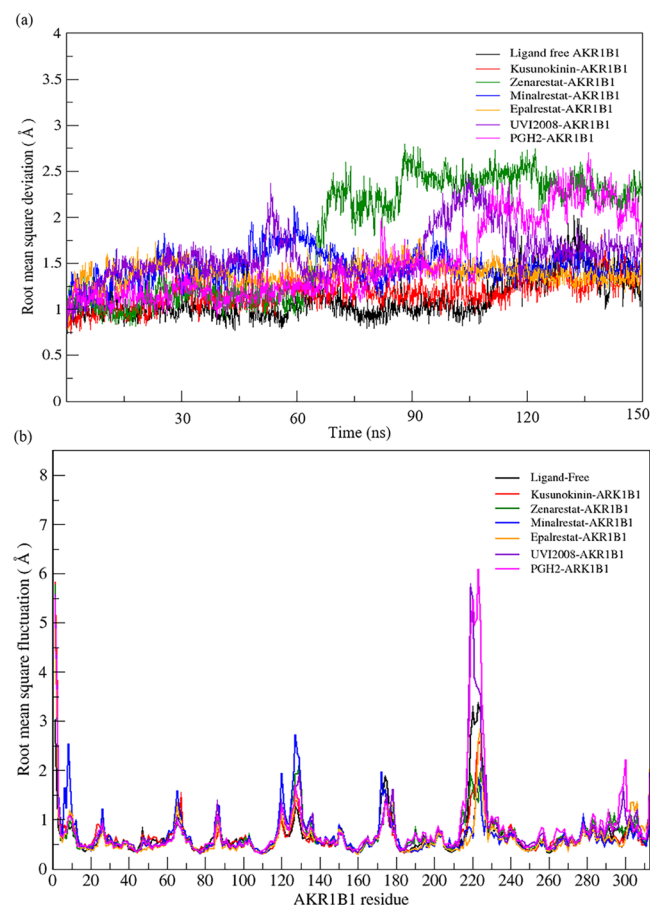 (a)
4
3.5
3
2.5
2
1.5
1
0.5
0
Root mean square deviation ( Å )
Ligand free AKR1B1
Kusunokinin-AKR1B1
Zenarestat-AKR1B1
Minalrestat-AKR1B1
Epalrestat-AKR1B1
UVI2008-AKR1B1
PGH2-AKR1B1
30 60 90 120 150
Time (ns)
(b)
8
7
6
5
4
3
2
1
0
Root mean square fluctuation ( Å )
Ligand-Free
Kusunokinin-ARK1B1
Zenarestat-AKR1B1
Minalrestat-AKR1B1
Epalrestat-AKR1B1
UVI2008-AKR1B1
PGH2-ARK1B1
0 20 40 60 80 100 120 140 160 180 200 220 240 260 280 300
AKR1B1 residue